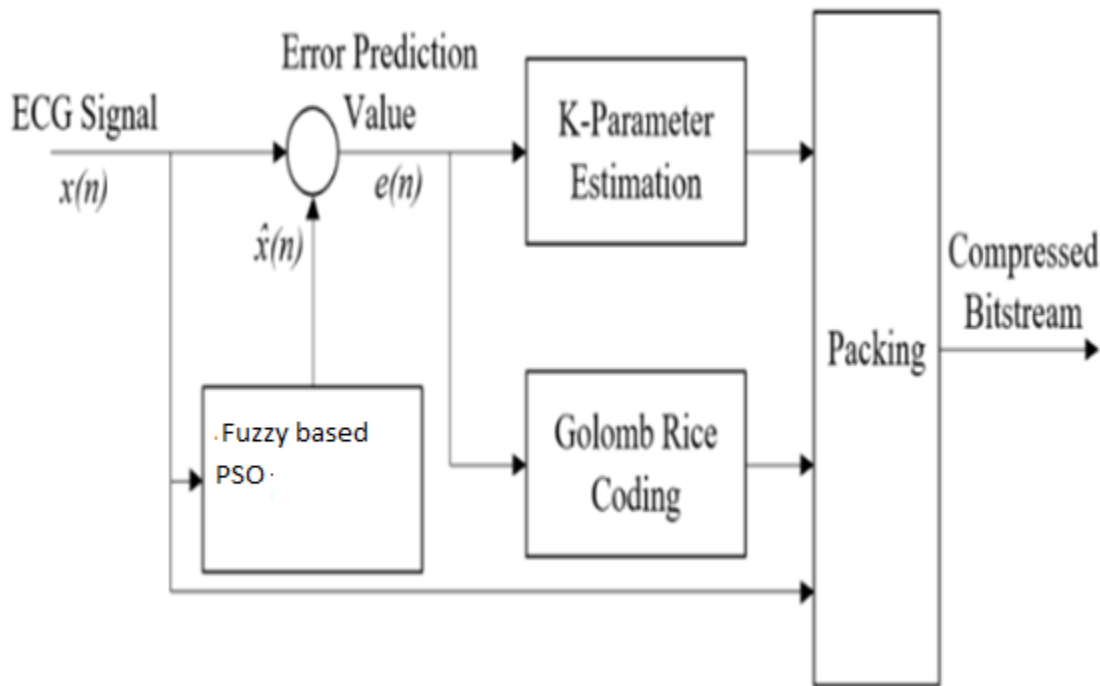 Error Prediction
Value
ECG Signal
x(n)
e(n)
x̂(n)
K-Parameter
Estimation
Fuzzy based
PSO
Golomb Rice
Coding
Packing
Compressed
Bitstream